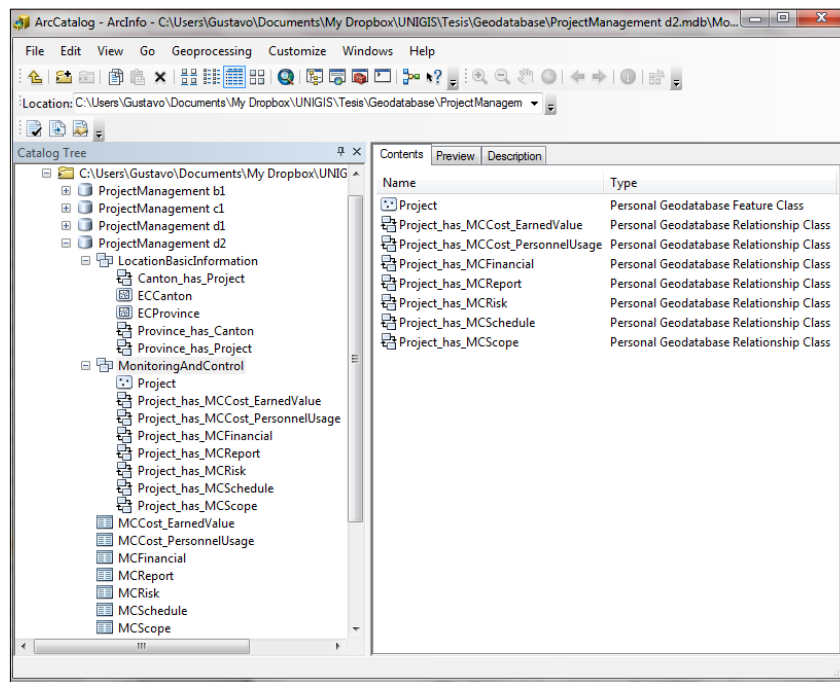 ArcCatalog - ArcInfo - C:\Users\Gustavo\Documents\My Dropbox\UNIGIS\Tesis\Geodatabase\ProjectManagement d2.mdb\Mo...
File Edit View Go Geoprocessing Customize Windows Help
Location: C:\Users\Gustavo\Documents\My Dropbox\UNIGIS\Tesis\Geodatabase\ProjectManagem
Catalog Tree
C:\Users\Gustavo\Documents\My Dropbox\UNIG
ProjectManagement b1
ProjectManagement c1
ProjectManagement d1
ProjectManagement d2
LocationBasicInformation
Canton_has_Project
ECCanton
ECProvince
Province_has_Canton
Province_has_Project
MonitoringAndControl
Project
Project_has_MCCost_EarnedValue
Project_has_MCCost_PersonnelUsage
Project_has_MCFinancial
Project_has_MCReport
Project_has_MCRisk
Project_has_MCSchedule
Project_has_MCScope
MCCost_EarnedValue
MCCost_PersonnelUsage
MCFinancial
MCReport
MCRisk
MCSchedule
MCScope
Contents Preview Description
Name Type
Project Personal Geodatabase Feature Class
Project_has_MCCost_EarnedValue Personal Geodatabase Relationship Class
Project_has_MCCost_PersonnelUsage Personal Geodatabase Relationship Class
Project_has_MCFinancial Personal Geodatabase Relationship Class
Project_has_MCReport Personal Geodatabase Relationship Class
Project_has_MCRisk Personal Geodatabase Relationship Class
Project_has_MCSchedule Personal Geodatabase Relationship Class
Project_has_MCScope Personal Geodatabase Relationship Class